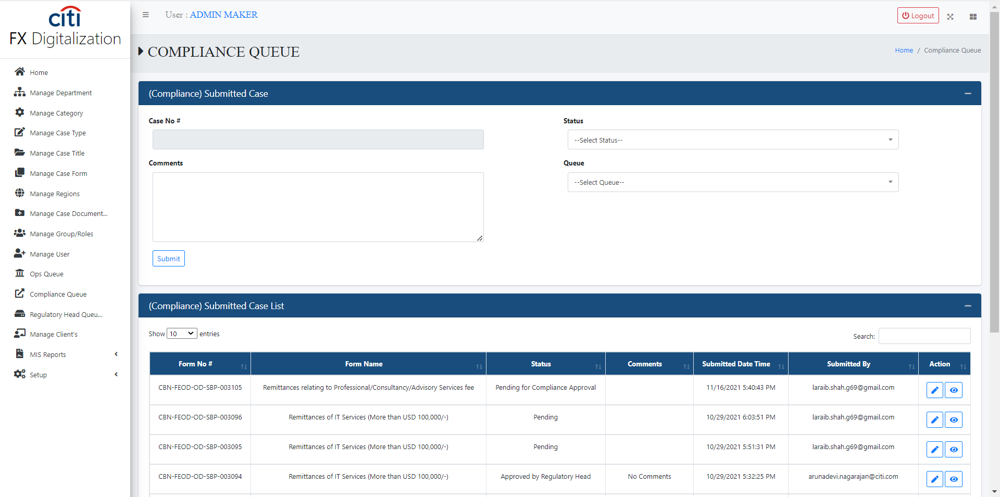 citi
FX Digitalization
Home
Manage Department
Manage Category
Manage Case Type
Manage Case Title
Manage Case Form
Manage Regions
Manage Case Document...
Manage Group/Roles
Manage User
Ops Queue
Compliance Queue
Regulatory Head Queu...
Manage Client's
MIS Reports
Setup
User : ADMIN MAKER
Logout
COMPLIANCE QUEUE
Home / Compliance Queue
(Compliance) Submitted Case
Case No #
Status
--Select Status--
Comments
Queue
--Select Queue--
Submit
(Compliance) Submitted Case List
Show 10 entries
Search:
Form No # Form Name Status Comments Submitted Date Time Submitted By Action
CBN-FEOD-OD-SBP-003105 Remittances relating to Professional/Consultancy/Advisory Services fee Pending for Compliance Approval 11/16/2021 5:40:43 PM laraib.shah.g69@gmail.com
CBN-FEOD-OD-SBP-003096 Remittances of IT Services (More than USD 100,000/-) Pending 10/29/2021 6:03:51 PM laraib.shah.g69@gmail.com
CBN-FEOD-OD-SBP-003095 Remittances of IT Services (More than USD 100,000/-) Pending 10/29/2021 5:51:31 PM laraib.shah.g69@gmail.com
CBN-FEOD-OD-SBP-003094 Remittances of IT Services (More than USD 100,000/-) Approved by Regulatory Head No Comments 10/29/2021 5:32:25 PM arunadevi.nagarajan@citi.com